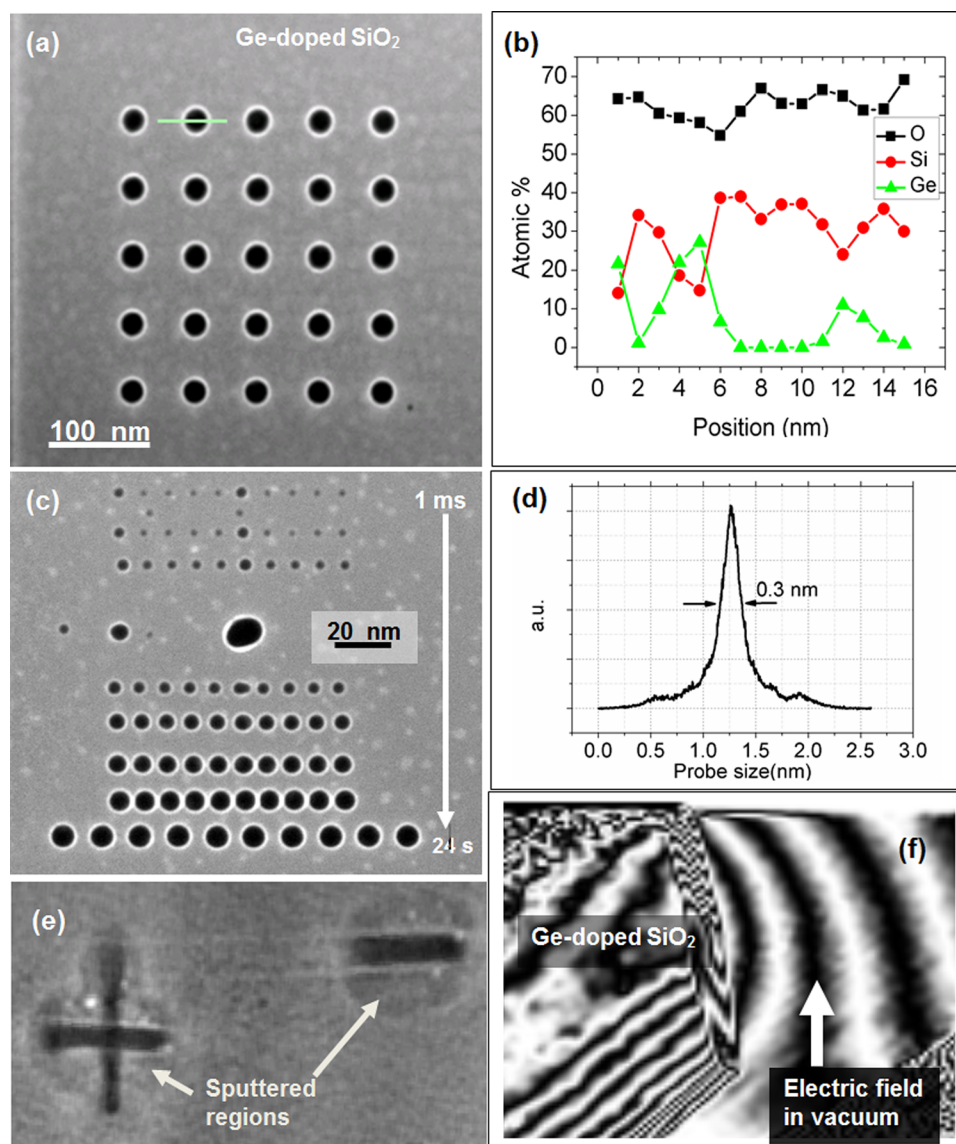 (a)
Ge-doped SiO₂
100 nm
(b)
Atomic %
70
60
50
40
30
20
10
0
O
Si
Ge
0 2 4 6 8 10 12 14 16
Position (nm)
(c)
1 ms
20 nm
24 s
(d)
a.u.
0.3 nm
0.0 0.5 1.0 1.5 2.0 2.5 3.0
Probe size(nm)
(e)
Sputtered
regions
(f)
Ge-doped SiO₂
Electric field
in vacuum